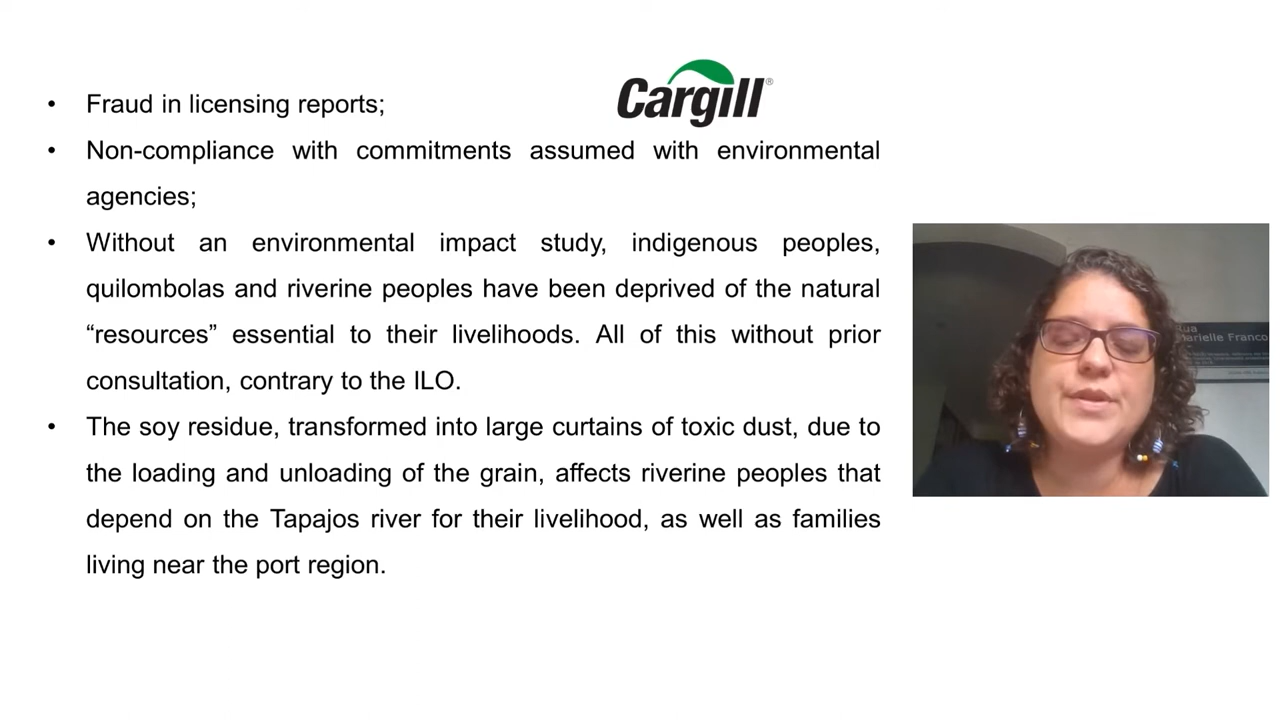 Cargill®
• Fraud in licensing reports;
• Non-compliance with commitments assumed with environmental
agencies;
• Without an environmental impact study, indigenous peoples,
quilombolas and riverine peoples have been deprived of the natural
“resources” essential to their livelihoods. All of this without prior
consultation, contrary to the ILO.
• The soy residue, transformed into large curtains of toxic dust, due to
the loading and unloading of the grain, affects riverine peoples that
depend on the Tapajos river for their livelihood, as well as families
living near the port region.
Rua
Marielle Franco